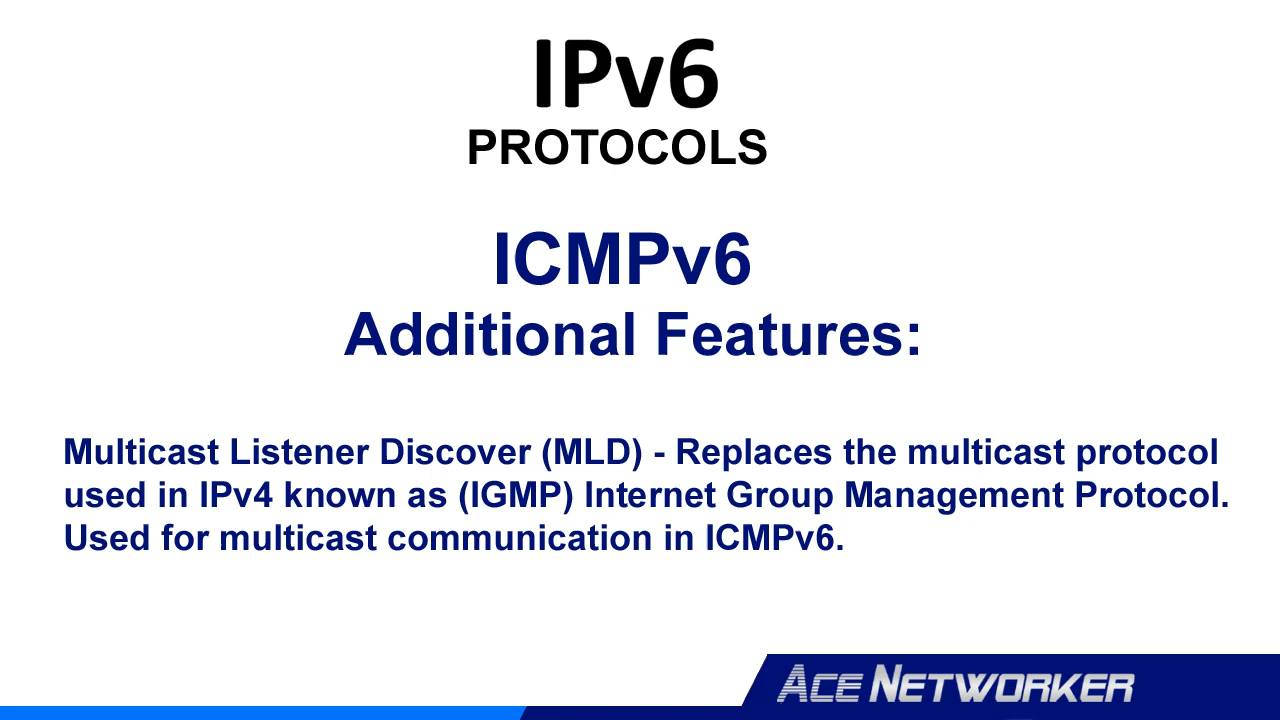 IPv6
PROTOCOLS
ICMPv6
Additional Features:
Multicast Listener Discover (MLD) - Replaces the multicast protocol
used in IPv4 known as (IGMP) Internet Group Management Protocol.
Used for multicast communication in ICMPv6.
ACE NETWORKER